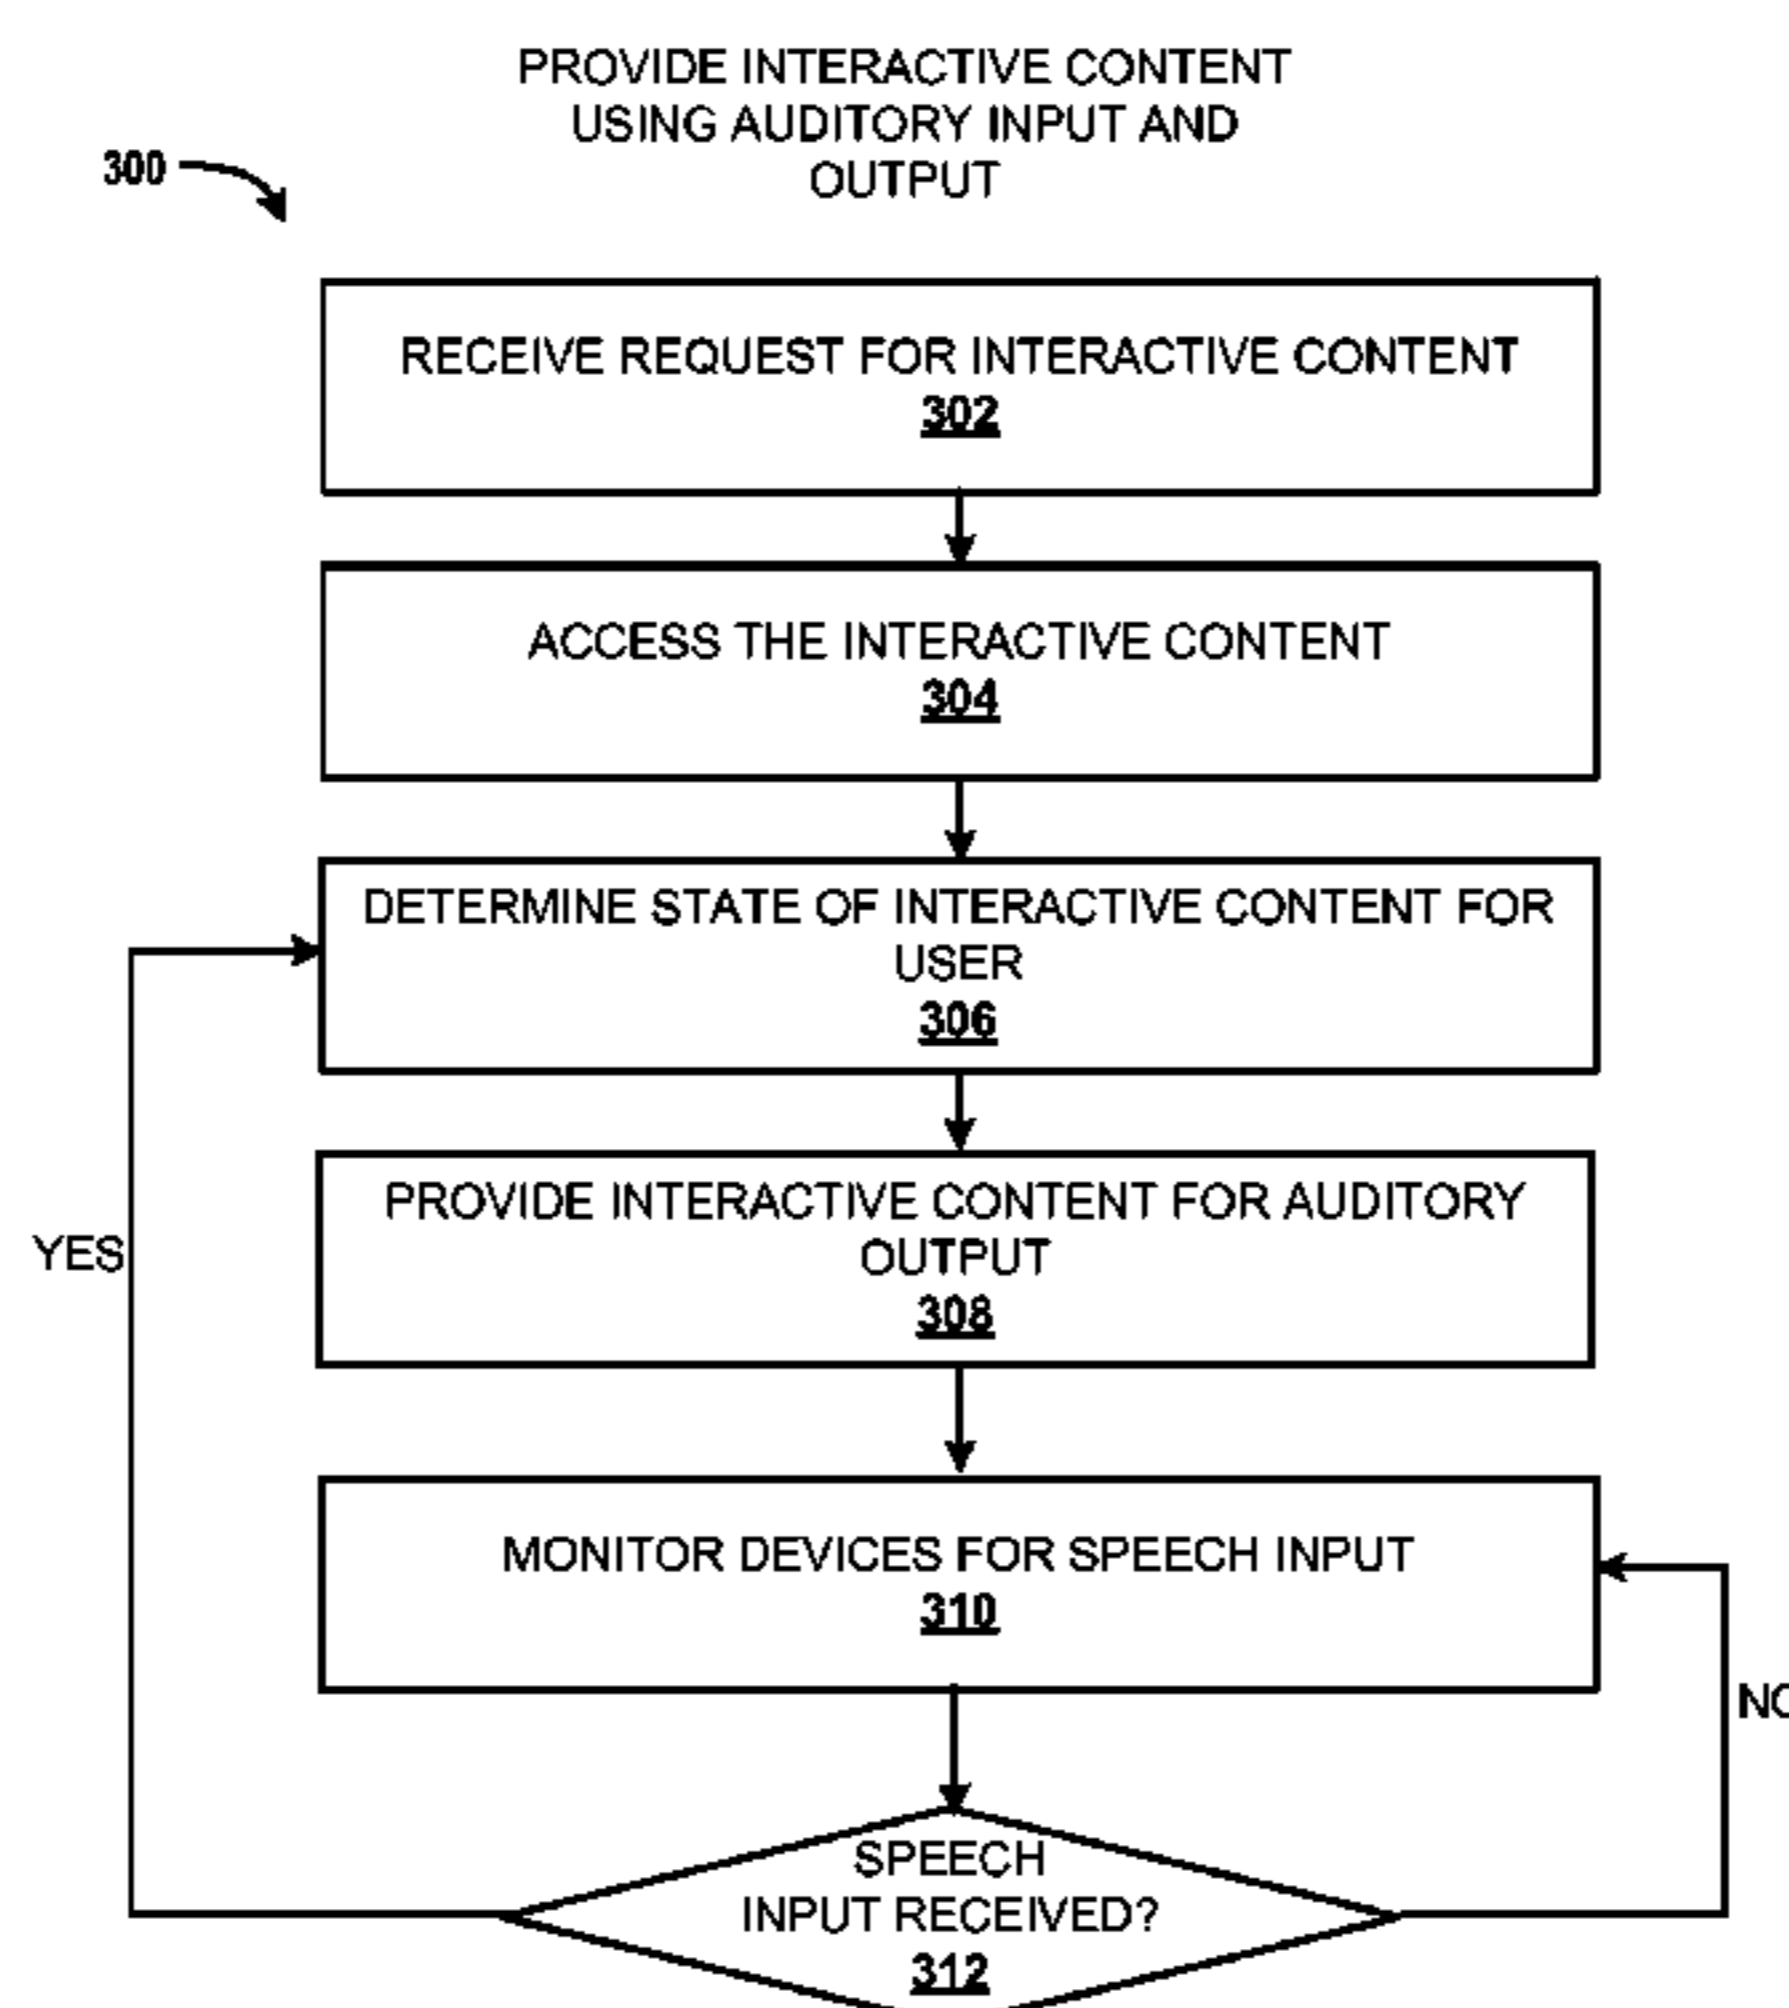 PROVIDE INTERACTIVE CONTENT
USING AUDITORY INPUT AND
OUTPUT
300
RECEIVE REQUEST FOR INTERACTIVE CONTENT
302
ACCESS THE INTERACTIVE CONTENT
304
DETERMINE STATE OF INTERACTIVE CONTENT FOR
USER
306
PROVIDE INTERACTIVE CONTENT FOR AUDITORY
OUTPUT
308
YES
MONITOR DEVICES FOR SPEECH INPUT
310
NO
SPEECH
INPUT RECEIVED?
312